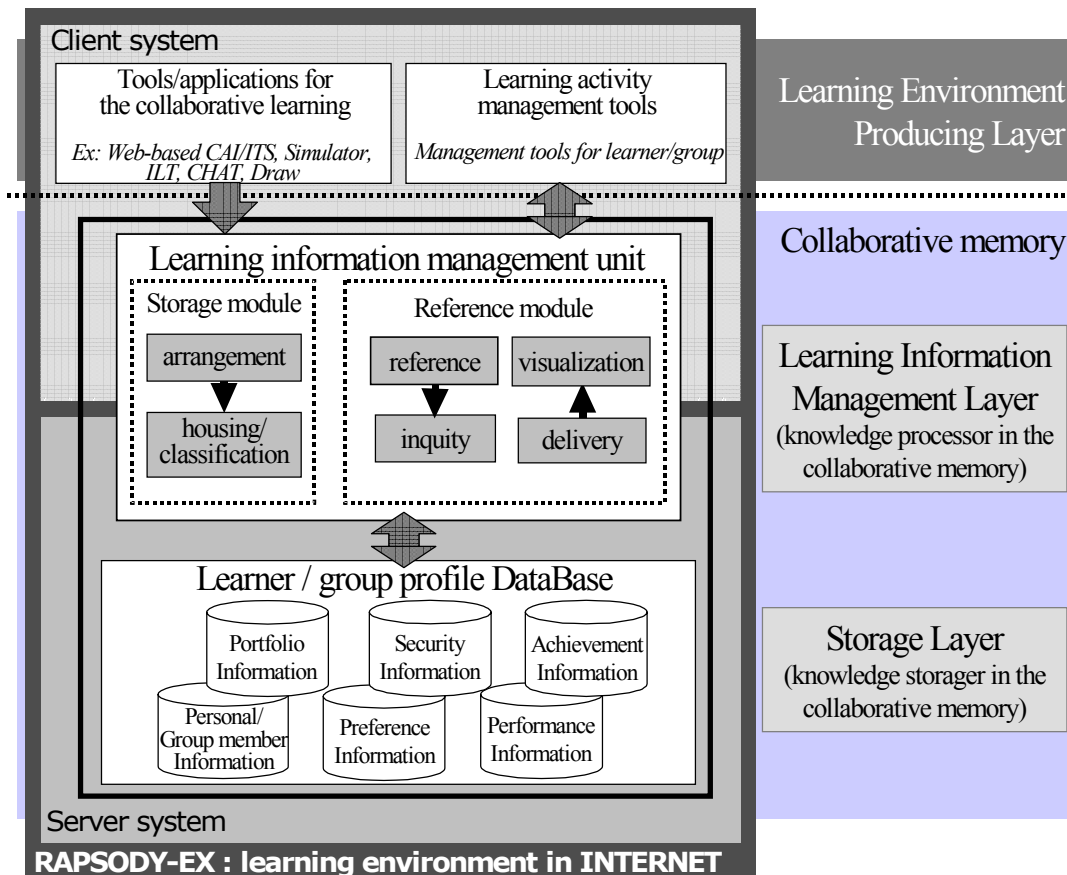 Client system
Tools/applications for
the collaborative learning
Ex: Web-based CAI/ITS, Simulator,
ILT, CHAT, Draw
Learning activity
management tools
Management tools for learner/group
Learning Environment
Producing Layer
Collaborative memory
Learning information management unit
Storage module
arrangement
housing/
classification
Reference module
reference
inquity
visualization
delivery
Learning Information
Management Layer
(knowledge processor in the
collaborative memory)
Learner / group profile DataBase
Portfolio
Information
Security
Information
Achievement
Information
Personal/
Group member
Information
Preference
Information
Performance
Information
Storage Layer
(knowledge storager in the
collaborative memory)
Server system
RAPSODY-EX : learning environment in INTERNET